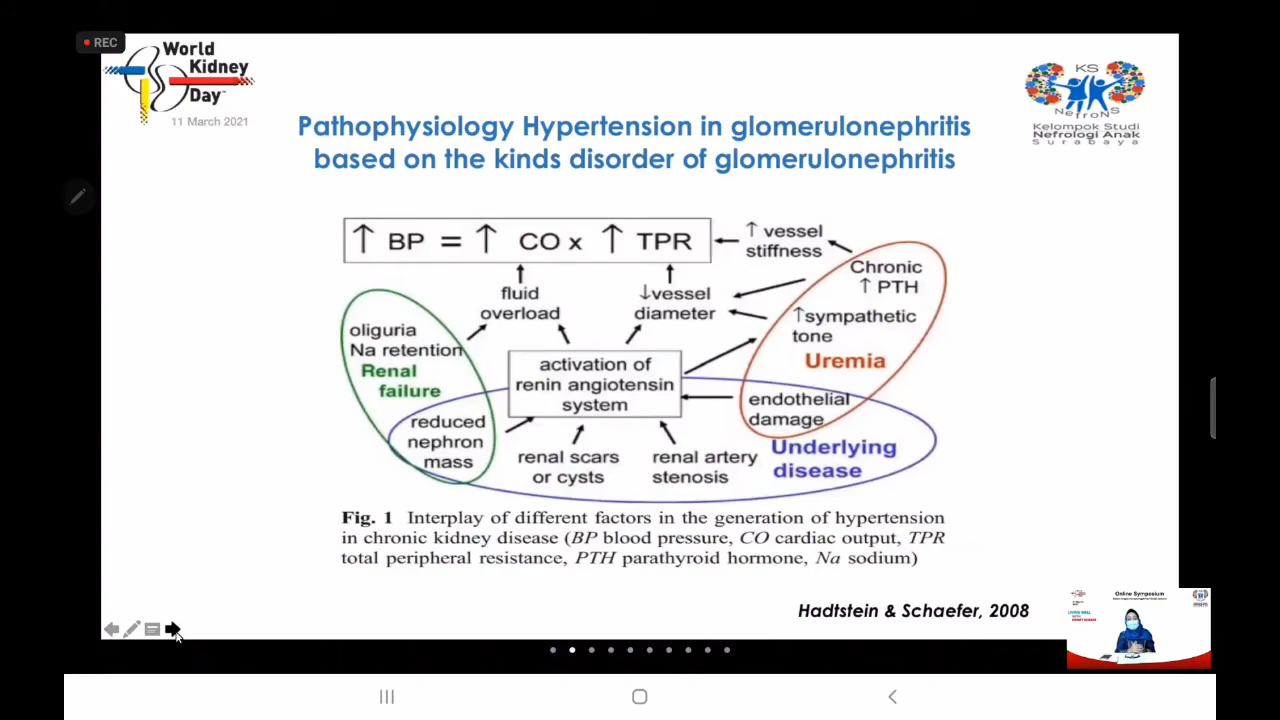 REC
World
Kidney
Day
11 March 2021
KS
NefroNS
Kelompok Studi
Nefrologi Anak
Surabaya
Pathophysiology Hypertension in glomerulonephritis
based on the kinds disorder of glomerulonephritis
↑ BP = ↑ CO x ↑ TPR
↑ vessel
stiffness
Chronic
↑ PTH
fluid
overload
↓vessel
diameter
↑sympathetic
tone
Uremia
oliguria
Na retention
Renal
failure
activation of
renin angiotensin
system
endothelial
damage
reduced
nephron
mass
renal scars
or cysts
renal artery
stenosis
Underlying
disease
Fig. 1 Interplay of different factors in the generation of hypertension
in chronic kidney disease (BP blood pressure, CO cardiac output, TPR
total peripheral resistance, PTH parathyroid hormone, Na sodium)
Hadtstein & Schaefer, 2008
Online Symposium
LIVING WELL